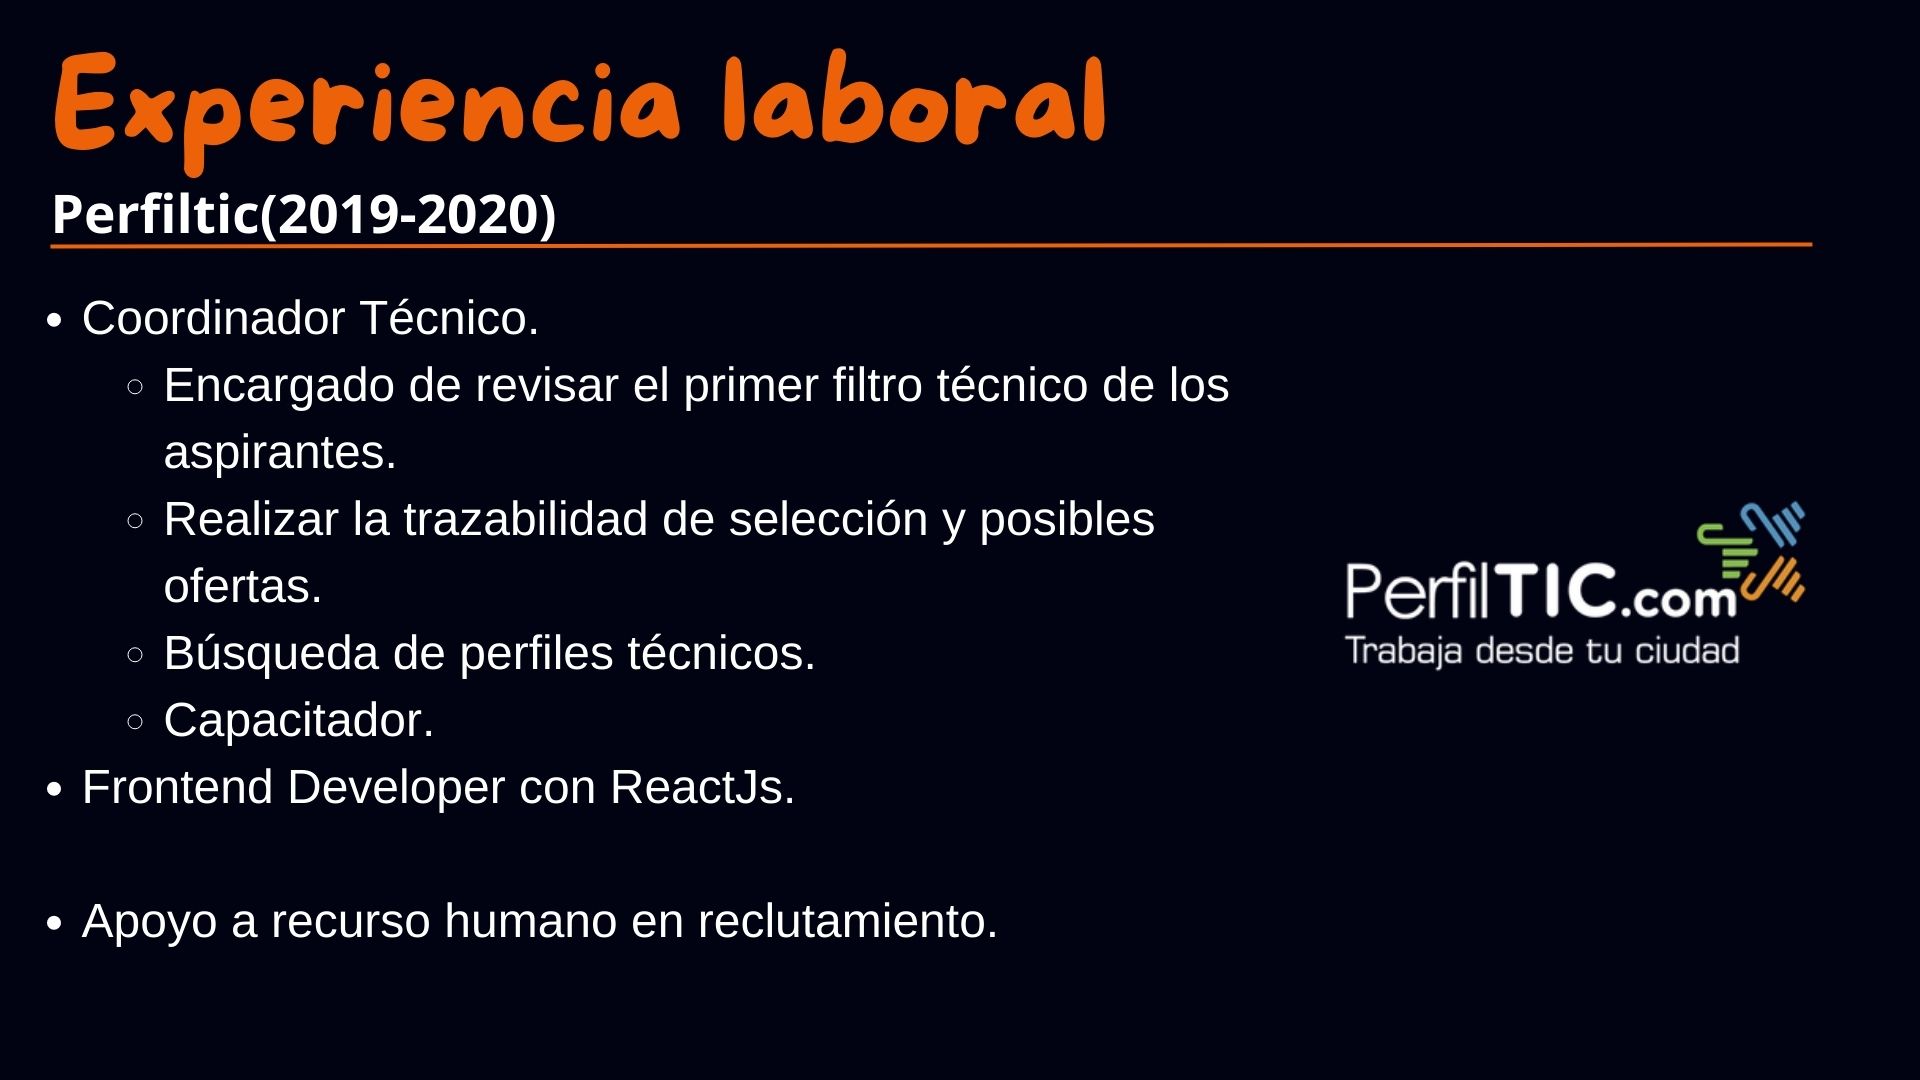 Experiencia laboral
Perfiltic(2019-2020)
• Coordinador Técnico.
◦ Encargado de revisar el primer filtro técnico de los
aspirantes.
◦ Realizar la trazabilidad de selección y posibles
ofertas.
◦ Búsqueda de perfiles técnicos.
◦ Capacitador.
• Frontend Developer con ReactJs.
• Apoyo a recurso humano en reclutamiento.
PerfilTIC.com
Trabaja desde tu ciudad